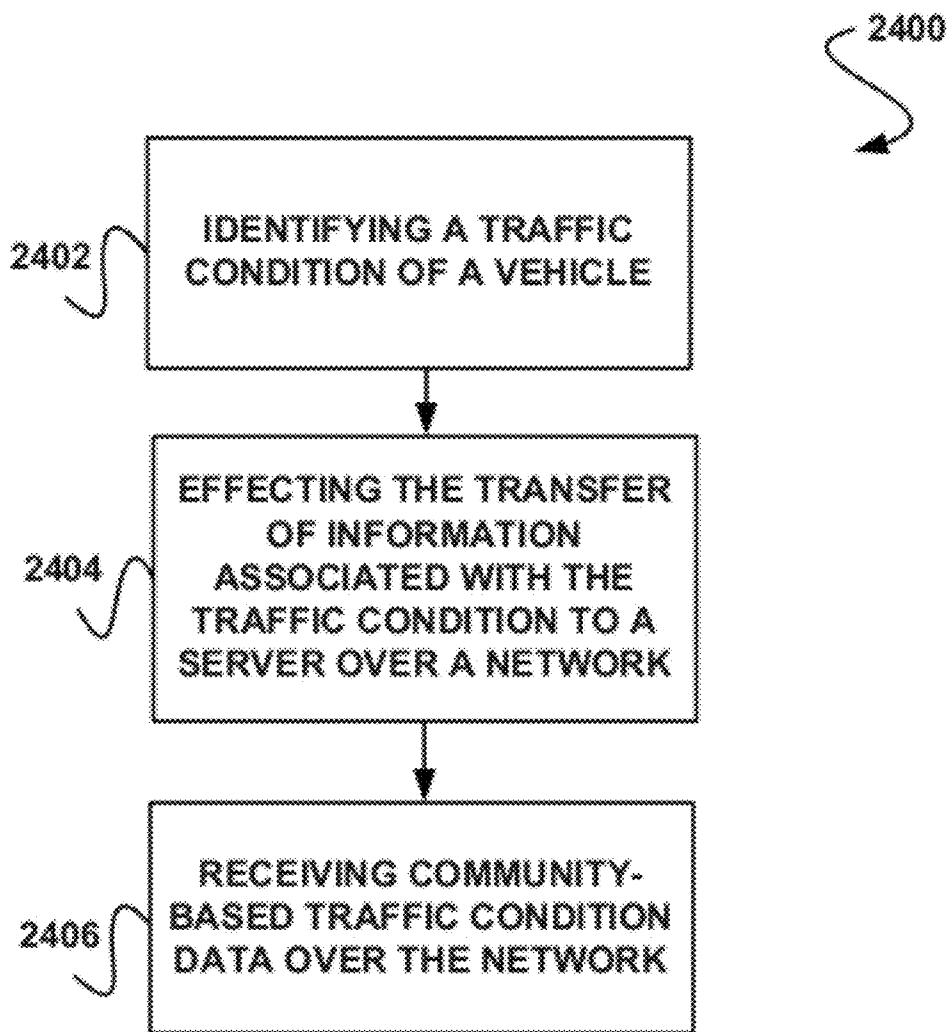 2400
2402
IDENTIFYING A TRAFFIC
CONDITION OF A VEHICLE
2404
EFFECTING THE TRANSFER
OF INFORMATION
ASSOCIATED WITH THE
TRAFFIC CONDITION TO A
SERVER OVER A NETWORK
2406
RECEIVING COMMUNITY-
BASED TRAFFIC CONDITION
DATA OVER THE NETWORK